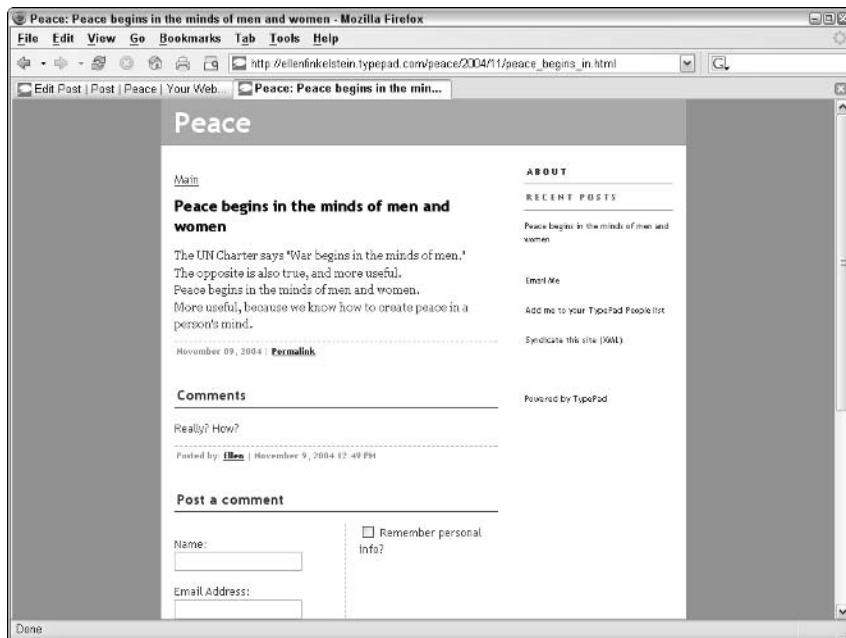 Peace: Peace begins in the minds of men and women - Mozilla Firefox
File Edit View Go Bookmarks Tab Tools Help
http://ellenfinkelstein.typepad.com/peace/2004/11/peace_begins_in.html
G
Edit Post | Post | Peace | Your Web... Peace: Peace begins in the min...
Peace
Main
Peace begins in the minds of men and
women
The UN Charter says "War begins in the minds of men."
The opposite is also true, and more useful.
Peace begins in the minds of men and women.
More useful, because we know how to create peace in a
person's mind.
November 09, 2004 | Permalink
Comments
Really? How?
Posted by: Ellen | November 9, 2004 12:49 PM
Post a comment
Name:
Email Address:
Remember personal
info?
ABOUT
RECENT POSTS
Peace begins in the minds of men and
women
Email Me
Add me to your TypePad People list
Syndicate this site (XML)
Powered by TypePad
Done